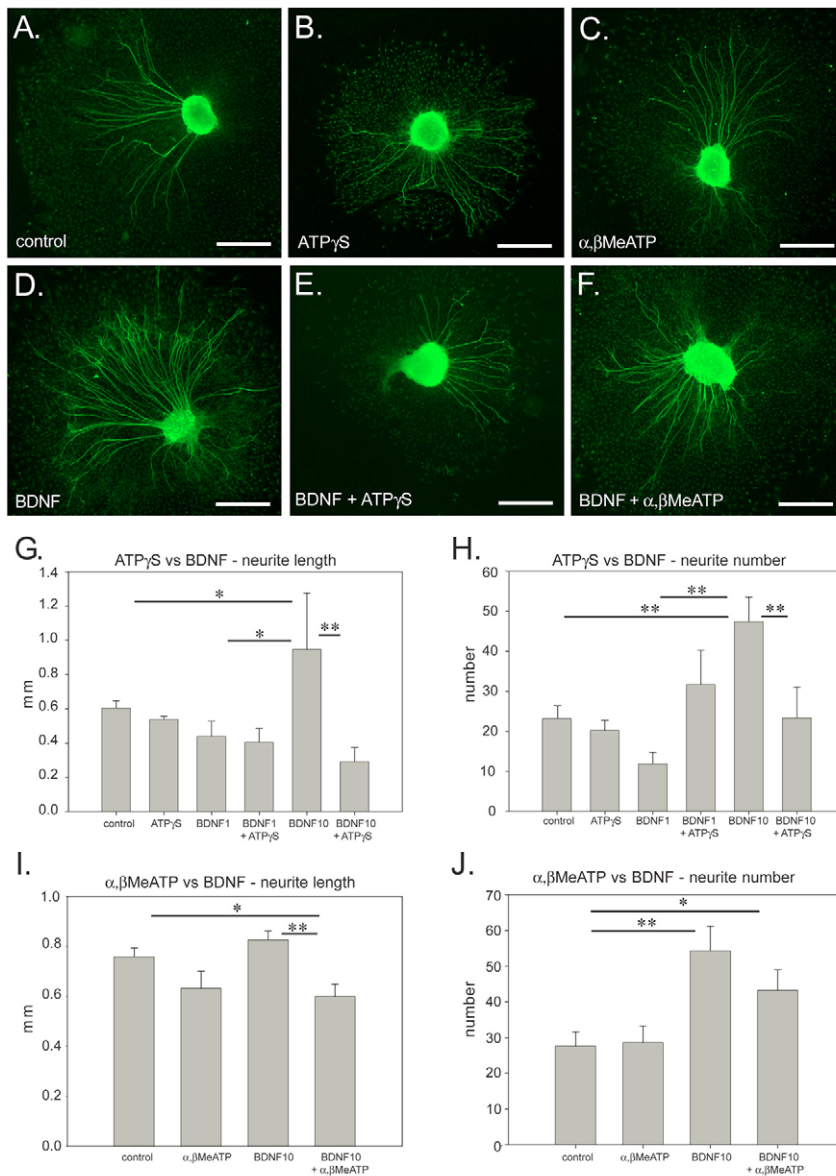 A.
control
B.
ATPγS
C.
α,βMeATP
D.
BDNF
E.
BDNF + ATPγS
F.
BDNF + α,βMeATP
G.
ATPγS vs BDNF - neurite length
1.4
1.2
1.0
0.8
0.6
0.4
0.2
0.0
mm
*
*
**
control
ATPγS
BDNF1
BDNF1
+ ATPγS
BDNF10
BDNF10
+ ATPγS
H.
ATPγS vs BDNF - neurite number
60
50
40
30
20
10
0
number
**
**
**
control
ATPγS
BDNF1
BDNF1
+ATPγS
BDNF10
BDNF10
+ ATPγS
I.
α,βMeATP vs BDNF - neurite length
1.0
0.8
0.6
0.4
0.2
0.0
mm
*
**
control
α,βMeATP
BDNF10
BDNF10
+ α,βMeATP
J.
α,βMeATP vs BDNF - neurite number
70
60
50
40
30
20
10
0
number
*
**
control
α,βMeATP
BDNF10
BDNF10
+ α,βMeATP